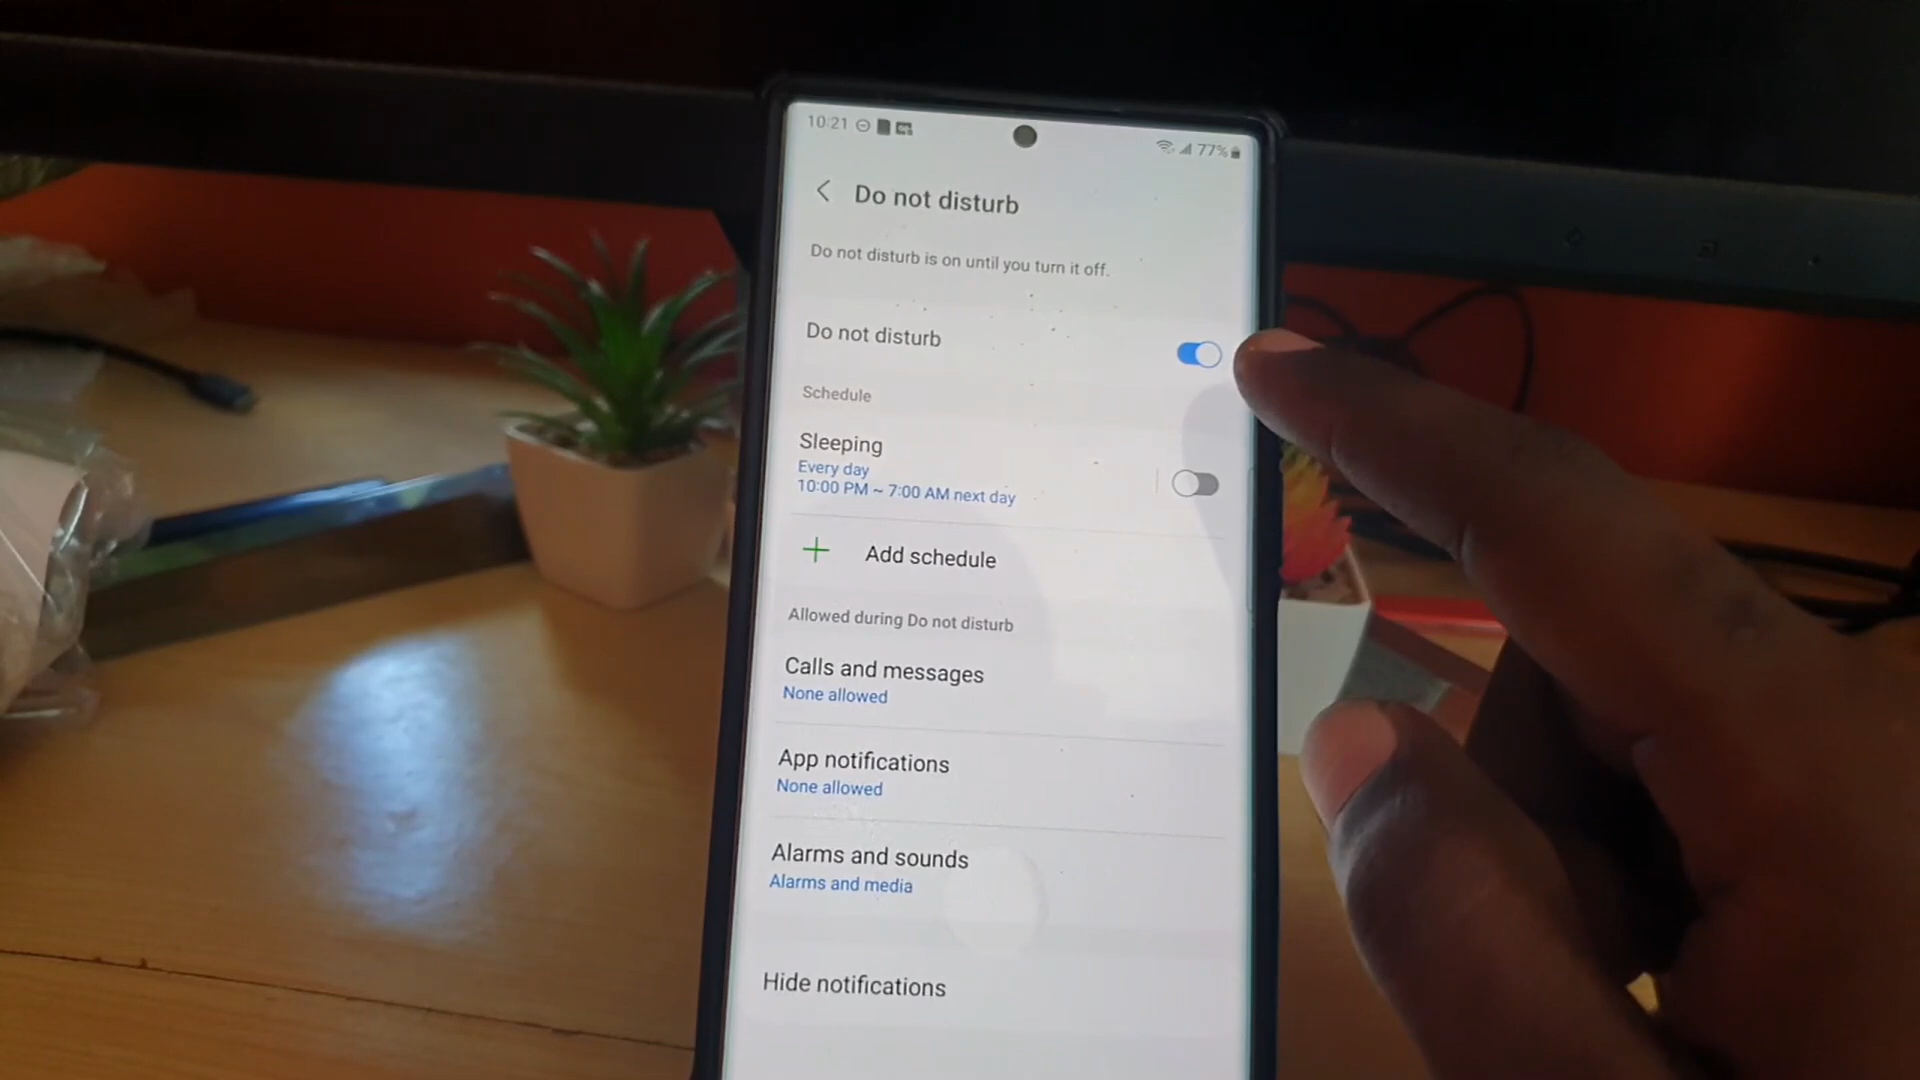 10:21
77%
Do not disturb
Do not disturb is on until you turn it off.
Do not disturb
Schedule
Sleeping
Every day
10:00 PM ~ 7:00 AM next day
Add schedule
Allowed during Do not disturb
Calls and messages
None allowed
App notifications
None allowed
Alarms and sounds
Alarms and media
Hide notifications